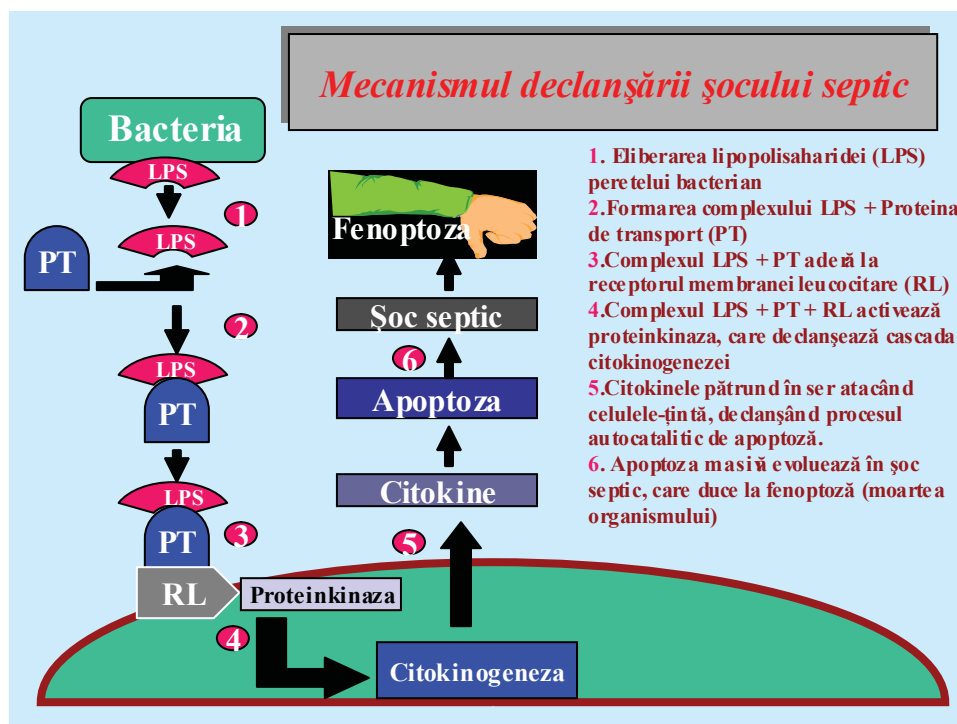 Mecanismul declanşării şocului septic
Bacteria
LPS
1
LPS
PT
2
LPS
PT
LPS
PT
3
RL
Proteinkinaza
4
Citokinogeneza
5
Citokine
Apoptoza
6
Şoc septic
Fenoptoza
1. Eliberarea lipopolisaharidei (LPS)
peretelui bacterian
2.Formarea complexului LPS + Proteina
de transport (PT)
3.Complexul LPS + PT aderă la
receptorul membranei leucocitare (RL)
4.Complexul LPS + PT + RL activează
proteinkinaza, care declanşează cascada
citokinogenezei
5.Citokinele pătrund în ser atacând
celulele-țintă, declanşând procesul
autocatalitic de apoptoză.
6. Apoptoza masivă evoluează în şoc
septic, care duce la fenoptoză (moartea
organismului)